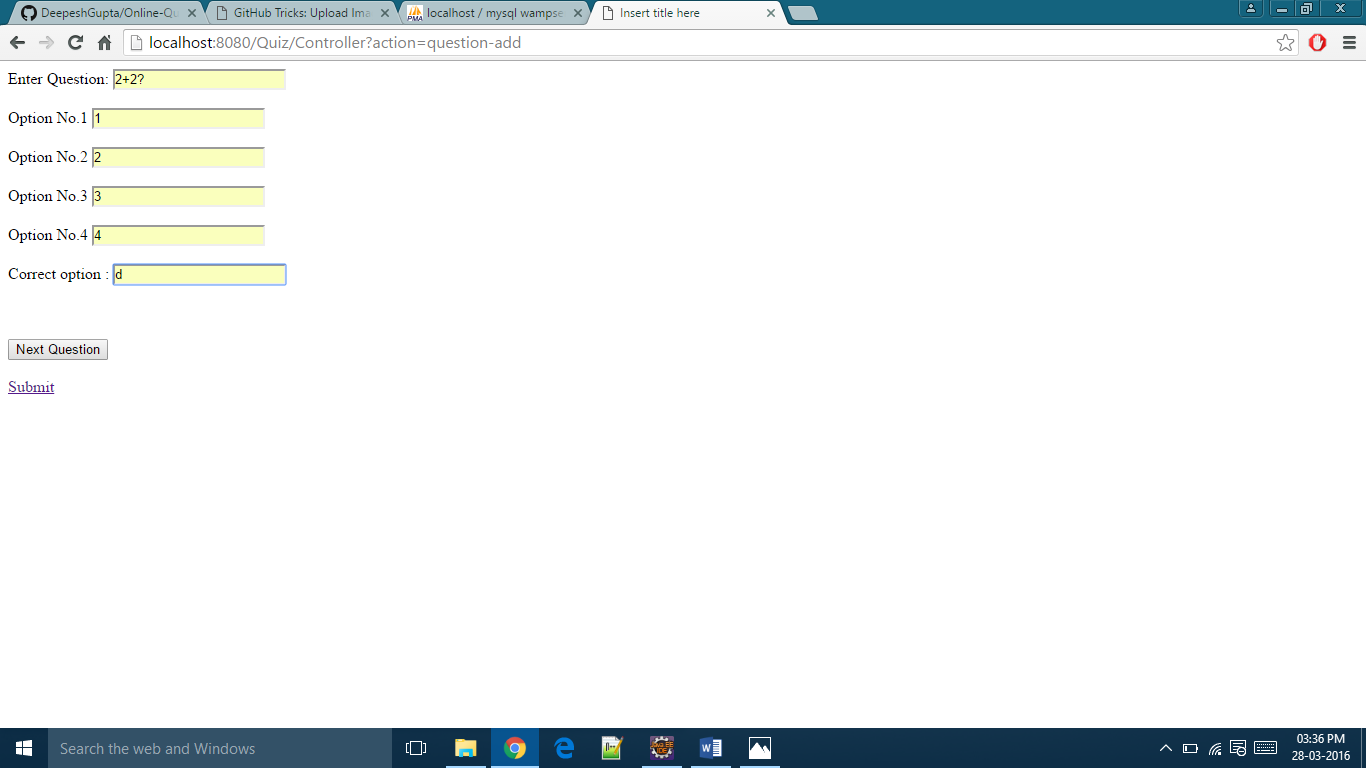 DeepeshGupta/Online-Qu
GitHub Tricks: Upload Ima
localhost / mysql wampse
Insert title here
localhost:8080/Quiz/Controller?action=question-add
Enter Question: 2+2?
Option No.1 1
Option No.2 2
Option No.3 3
Option No.4 4
Correct option : d
Next Question
Submit
Search the web and Windows
03:36 PM
28-03-2016